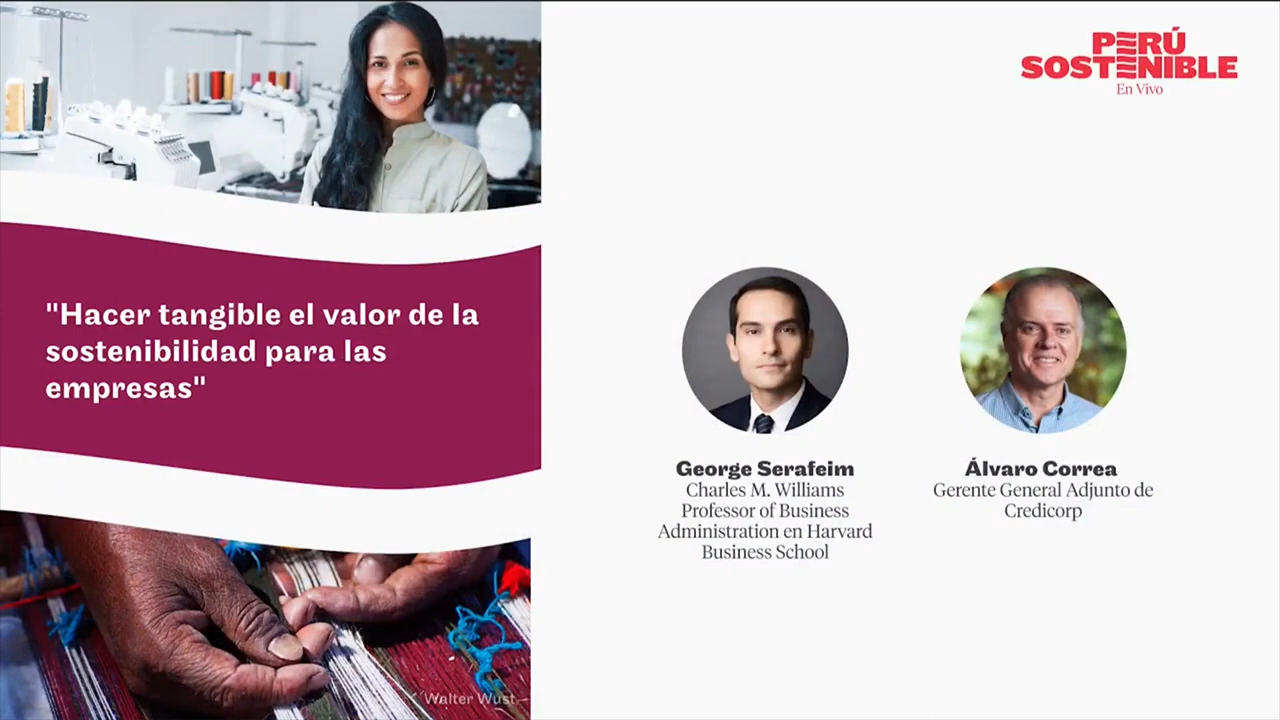 PERÚ
SOSTENIBLE
En Vivo
"Hacer tangible el valor de la
sostenibilidad para las
empresas"
George Serafeim
Charles M. Williams
Professor of Business
Administration en Harvard
Business School
Álvaro Correa
Gerente General Adjunto de
Credicorp
Walter Wust